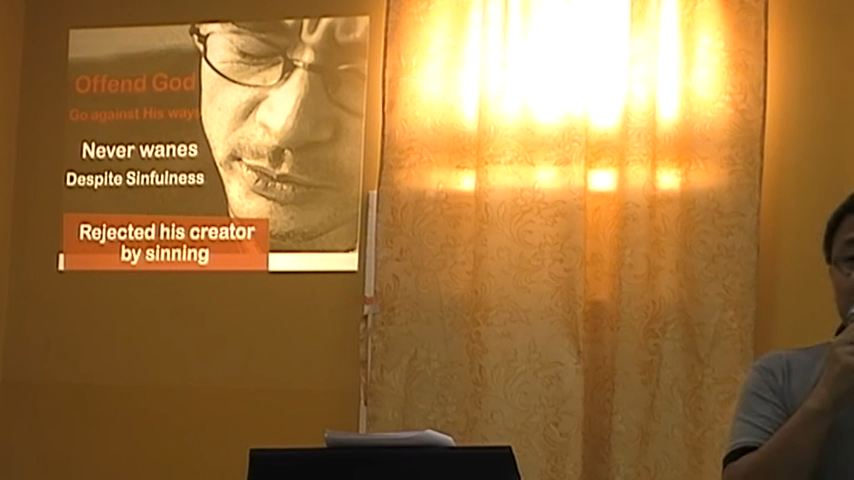 Offend God
Go against His ways
Never wanes
Despite Sinfulness
Rejected his creator
by sinning